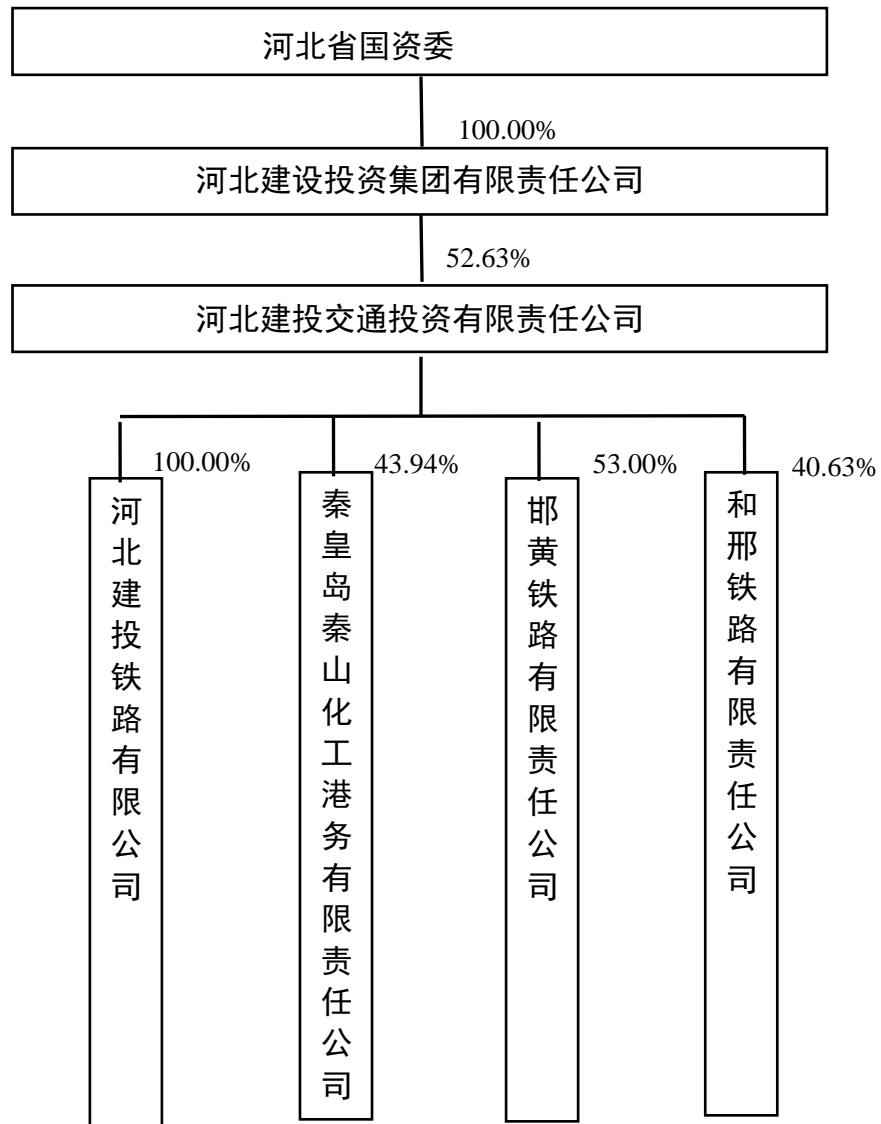 河北省国资委
100.00%
河北建设投资集团有限责任公司
52.63%
河北建投交通投资有限责任公司
100.00%
河北建投铁路有限公司
43.94%
秦皇岛秦山化工港务有限责任公司
53.00%
邯黄铁路有限责任公司
40.63%
和邢铁路有限责任公司